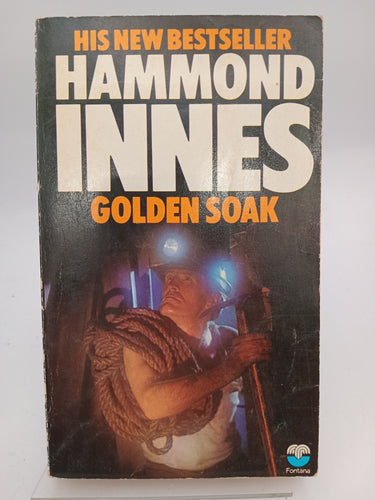 HIS NEW BESTSELLER
HAMMOND
INNES
GOLDEN SOAK
Fontana